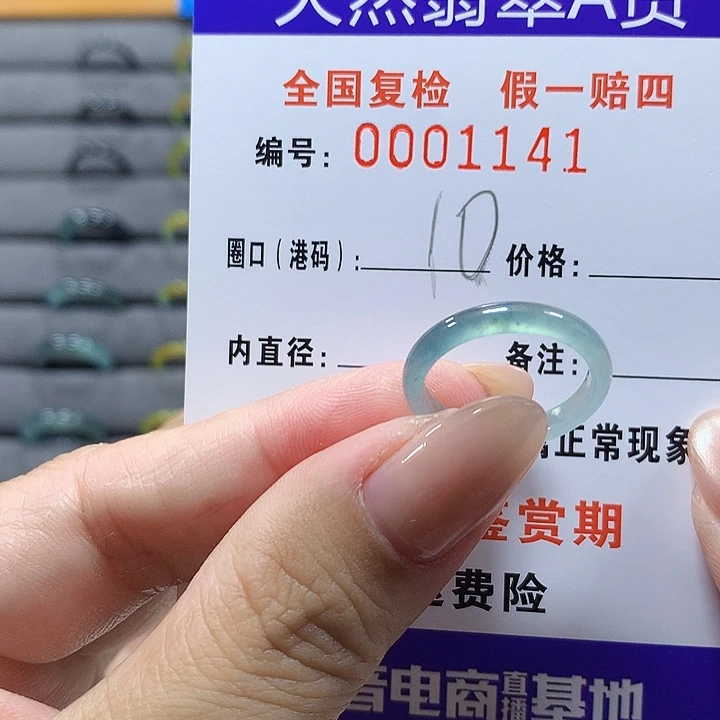 天然翡翠A货
全国复检 假一赔四
编号: 0001141
圈口(港码): 10 价格:
内直径: 备注:
正常现象
鉴赏期
费险
音电商直播基地